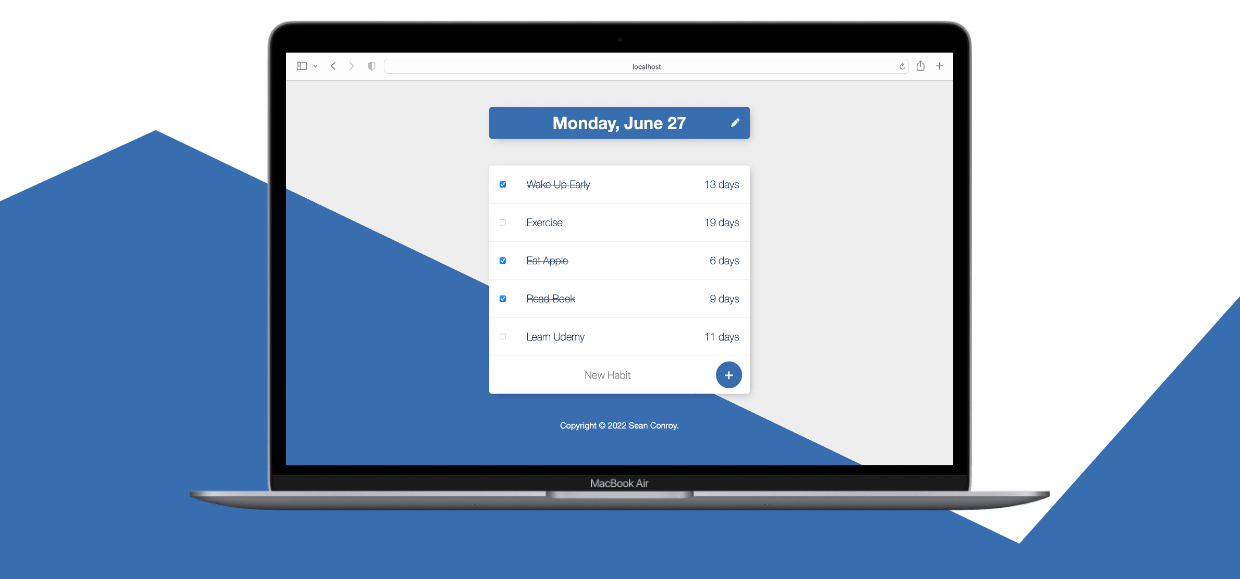 localhost
Monday, June 27
Wake Up Early 13 days
Exercise 19 days
Eat Apple 6 days
Read Book 9 days
Learn Udemy 11 days
New Habit +
Copyright © 2022 Sean Conroy.
MacBook Air